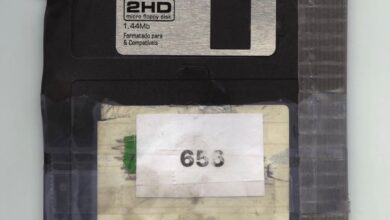 2HD
micro floppy disk
1,44Mb
Formatado para
& Compatíveis
656